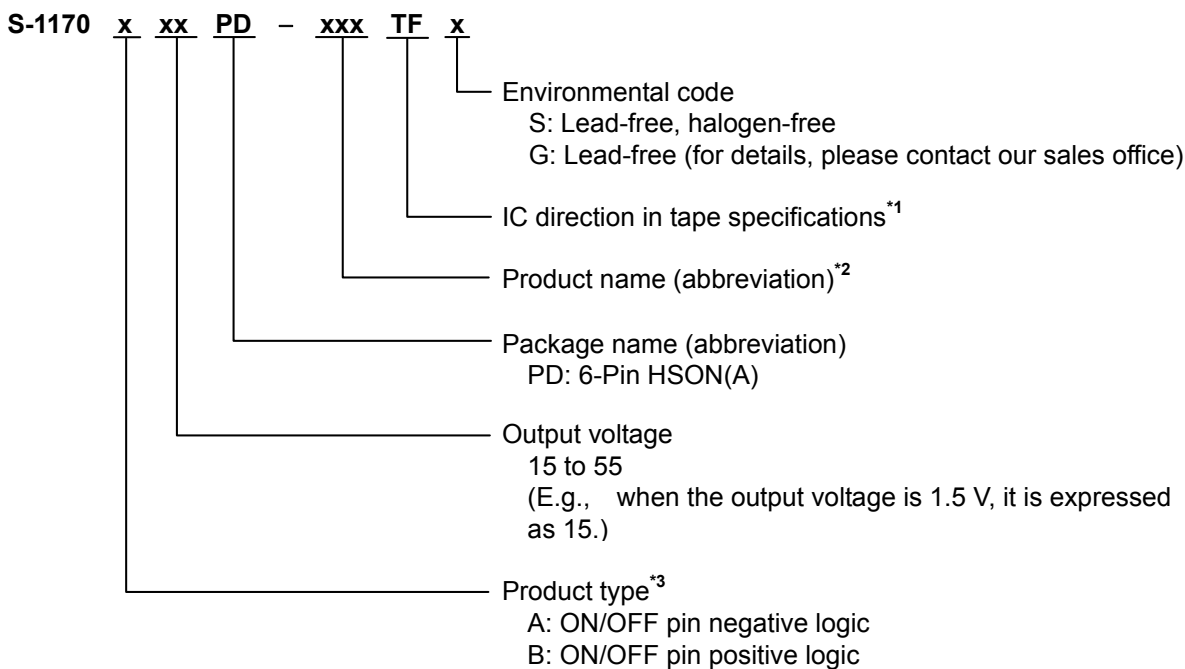 S-1170 x xx PD – xxx TF x
Environmental code
S: Lead-free, halogen-free
G: Lead-free (for details, please contact our sales office)
IC direction in tape specifications*1
Product name (abbreviation)*2
Package name (abbreviation)
PD: 6-Pin HSON(A)
Output voltage
15 to 55
(E.g., when the output voltage is 1.5 V, it is expressed
as 15.)
Product type*3
A: ON/OFF pin negative logic
B: ON/OFF pin positive logic